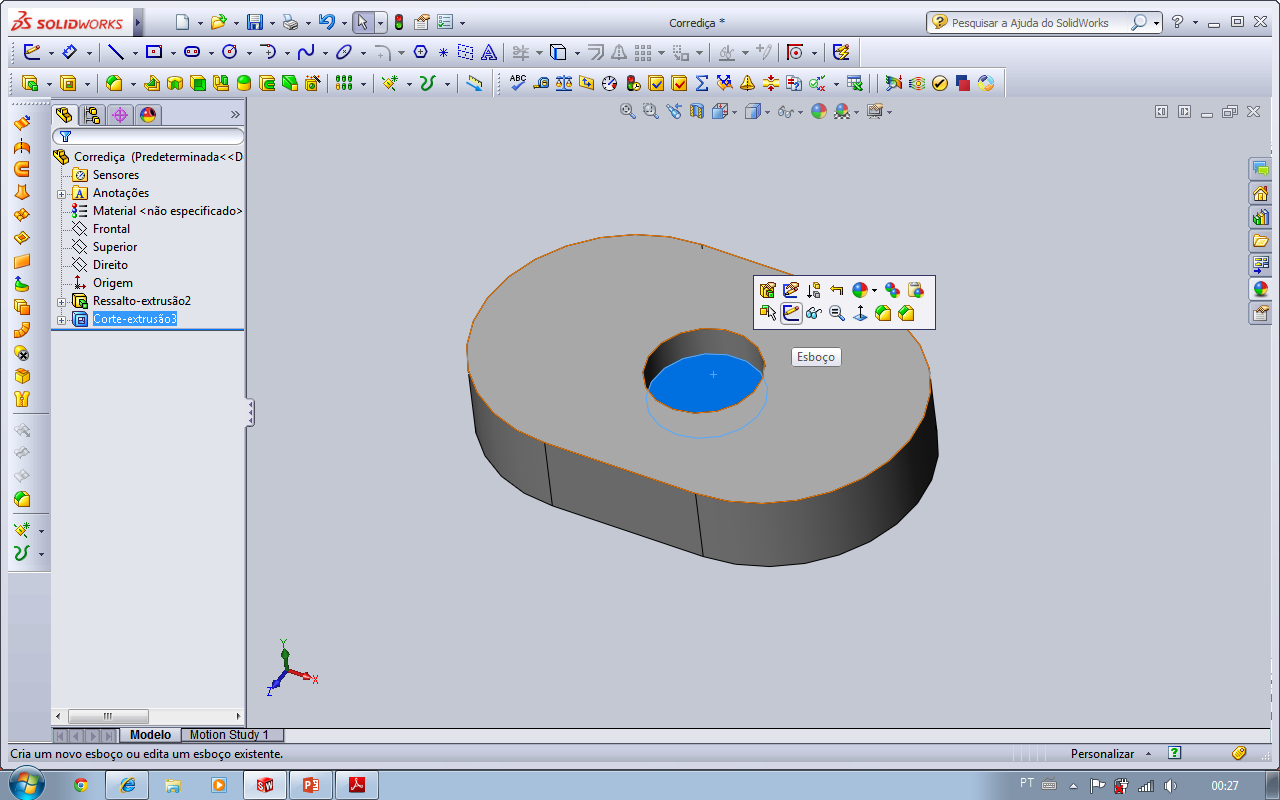 SOLIDWORKS
Corrediça *
Pesquisar a Ajuda do SolidWorks
ABC
Corrediça (Predeterminada<<D
Sensores
A Anotações
Material <não especificado>
Frontal
Superior
Direito
Origem
Ressalto-extrusão2
Corte-extrusão3
Esboço
Y
X
Z
Modelo
Motion Study 1
Cria um novo esboço ou edita um esboço existente.
Personalizar
PT
00:27